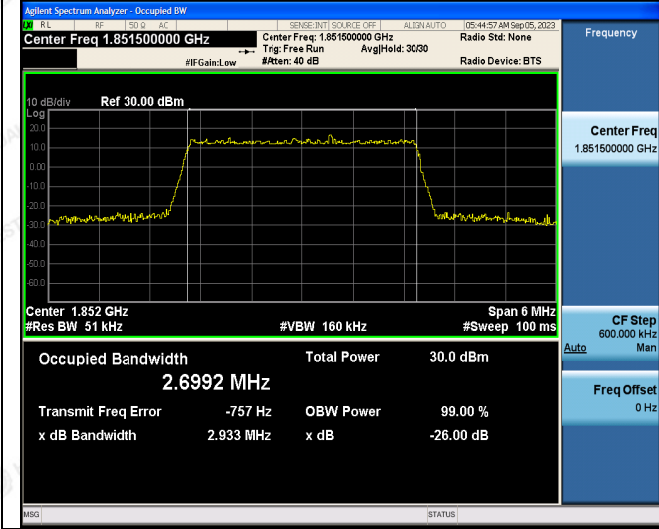 Agilent Spectrum Analyzer - Occupied BW
LXI RL RF 50 Ω AC SENSE:INT SOURCE OFF ALIGN AUTO 05:44:57 AM Sep 05, 2023
Center Freq 1.851500000 GHz
Center Freq: 1.851500000 GHz
Radio Std: None
Trig: Free Run Avg|Hold: 30/30
#IFGain:Low #Atten: 40 dB Radio Device: BTS
10 dB/div Ref 30.00 dBm
Log
20.0
10.0
0.00
-10.0
-20.0
-30.0
-40.0
-50.0
-60.0
Center 1.852 GHz Span 6 MHz
#Res BW 51 kHz #VBW 160 kHz #Sweep 100 ms
Occupied Bandwidth Total Power 30.0 dBm
2.6992 MHz
Transmit Freq Error -757 Hz OBW Power 99.00 %
x dB Bandwidth 2.933 MHz x dB -26.00 dB
MSG STATUS
Frequency
Center Freq
1.851500000 GHz
CF Step
600.000 kHz
Auto Man
Freq Offset
0 Hz